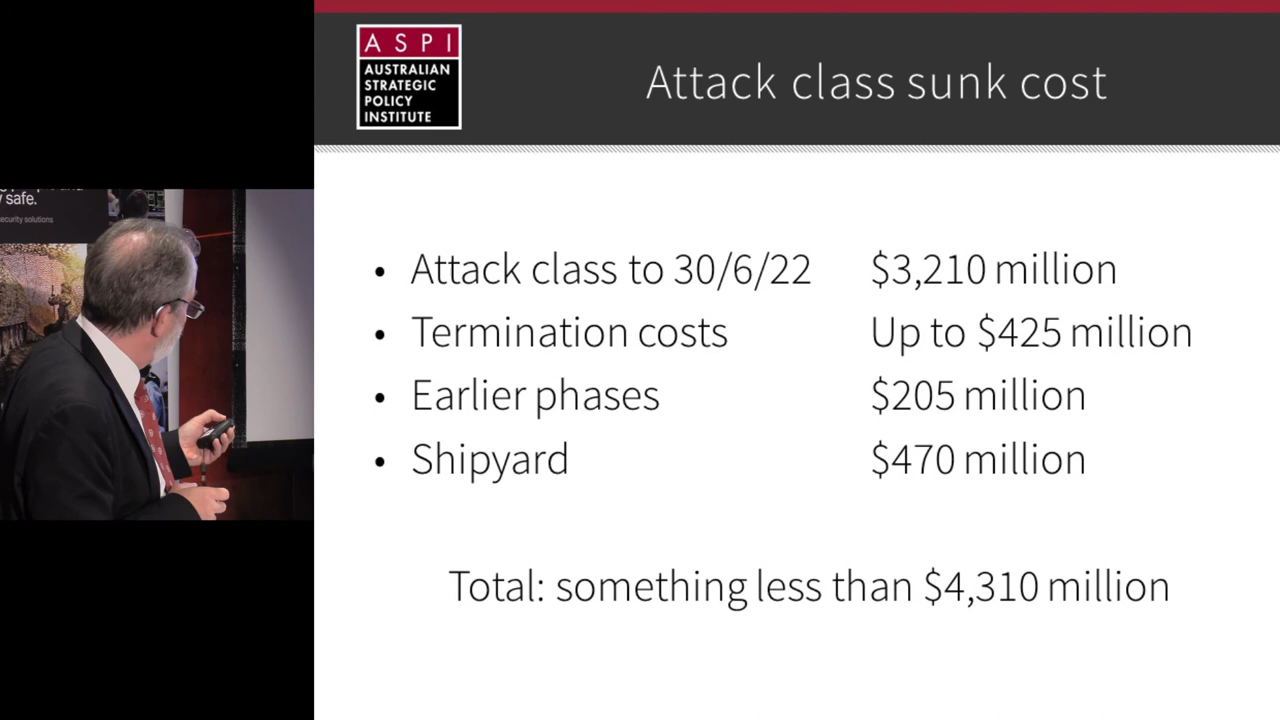 ASPI
AUSTRALIAN
STRATEGIC
POLICY
INSTITUTE
Attack class sunk cost
• Attack class to 30/6/22 $3,210 million
• Termination costs Up to $425 million
• Earlier phases $205 million
• Shipyard $470 million
Total: something less than $4,310 million
safe.
security solutions